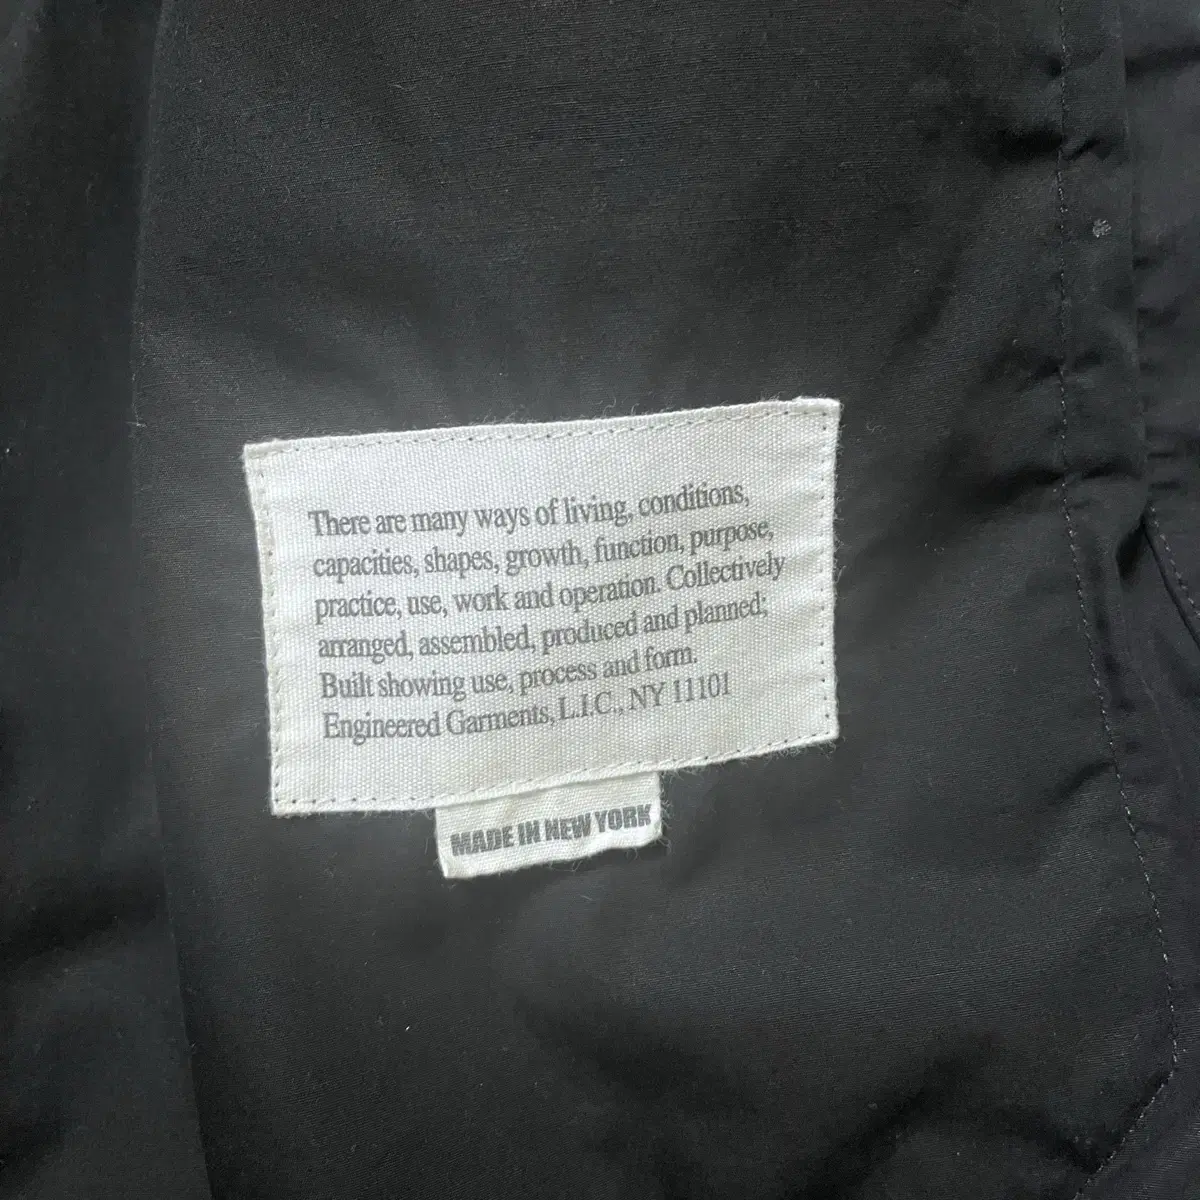 There are many ways of living, conditions,
capacities, shapes, growth, function, purpose,
practice, use, work and operation. Collectively
arranged, assembled, produced and planned;
Built showing use, process and form.
Engineered Garments, L.I.C., NY 11101
MADE IN NEW YORK